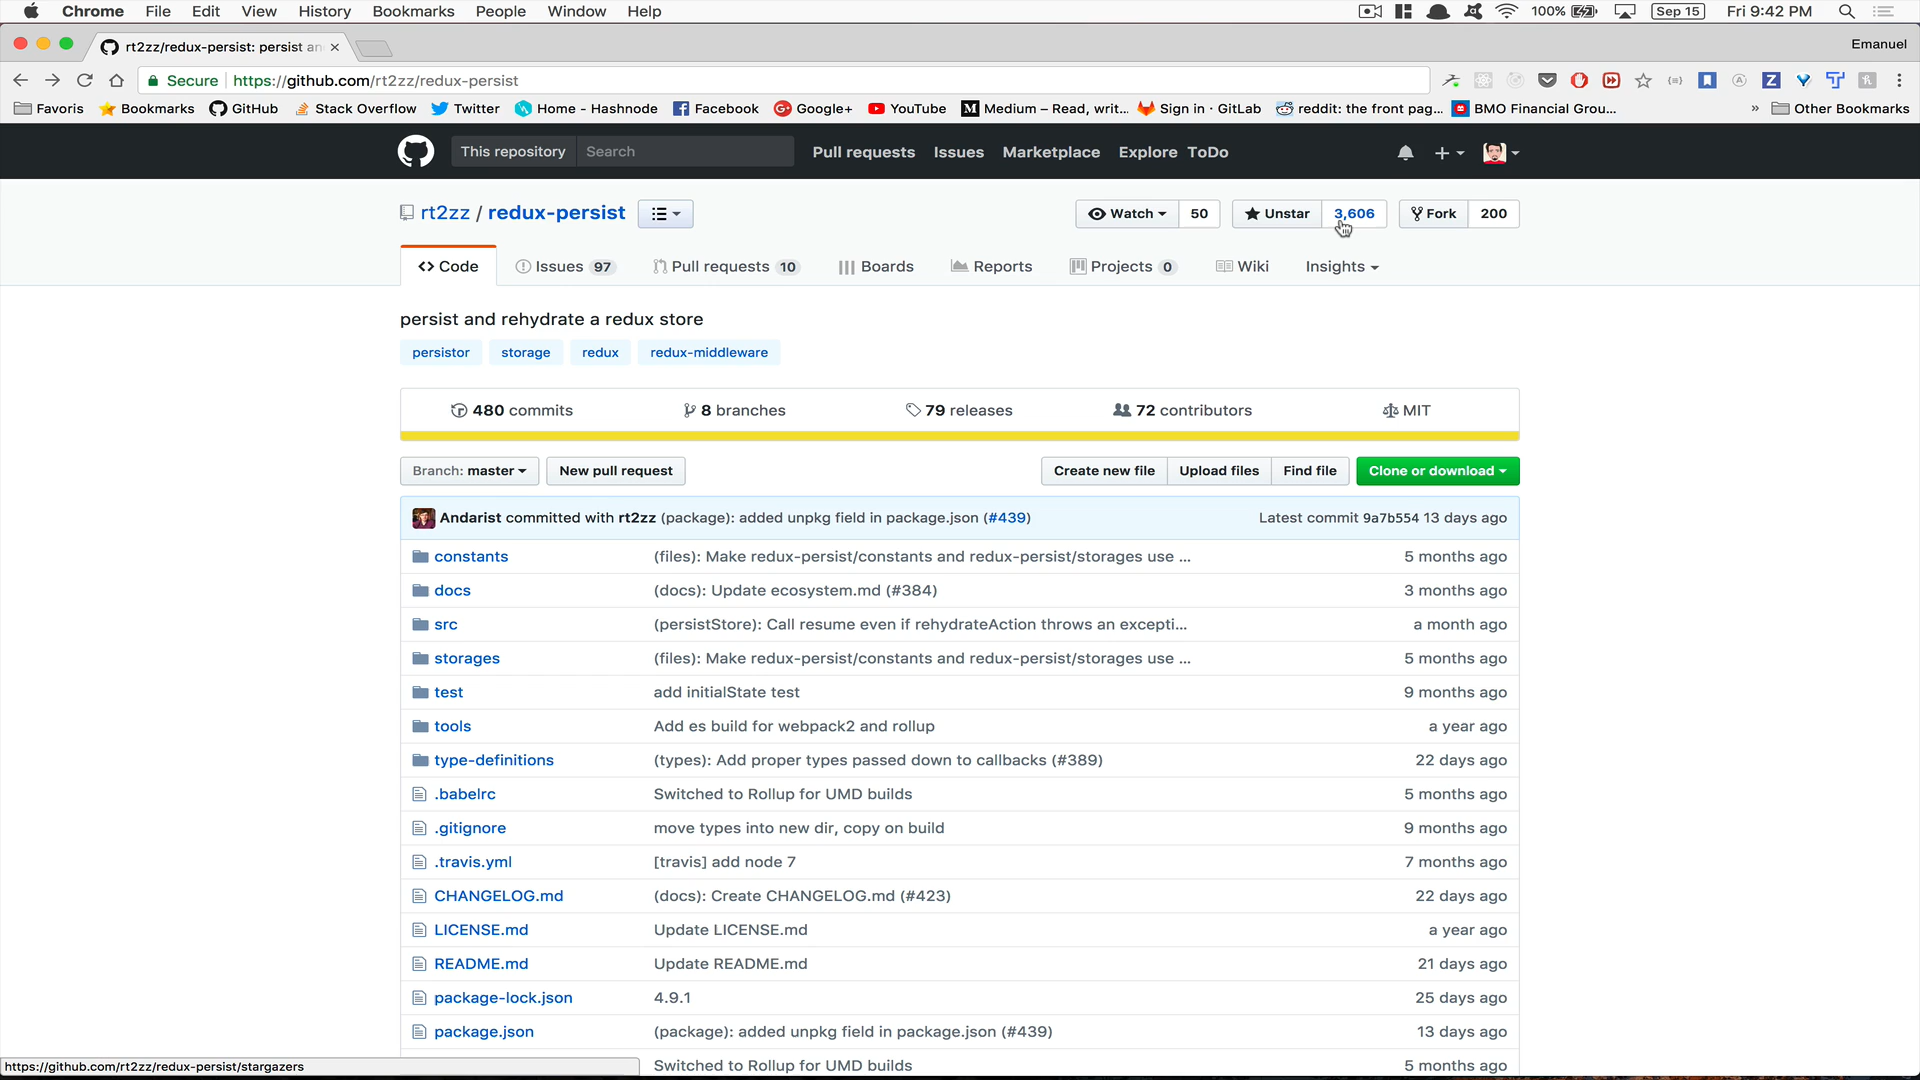 Chrome File Edit View History Bookmarks People Window Help 100% Sep 15 Fri 9:42 PM
rt2zz/redux-persist: persist an Emanuel
Secure https://github.com/rt2zz/redux-persist
Favoris Bookmarks GitHub Stack Overflow Twitter Home - Hashnode Facebook Google+ YouTube Medium – Read, writ... Sign in · GitLab reddit: the front pag... BMO Financial Grou... » Other Bookmarks
This repository Search Pull requests Issues Marketplace Explore ToDo
rt2zz / redux-persist Watch 50 Unstar 3,606 Fork 200
Code Issues 97 Pull requests 10 Boards Reports Projects 0 Wiki Insights
persist and rehydrate a redux store
persistor storage redux redux-middleware
480 commits 8 branches 79 releases 72 contributors MIT
Branch: master New pull request Create new file Upload files Find file Clone or download
Andarist committed with rt2zz (package): added unpkg field in package.json (#439) Latest commit 9a7b554 13 days ago
constants (files): Make redux-persist/constants and redux-persist/storages use ... 5 months ago
docs (docs): Update ecosystem.md (#384) 3 months ago
src (persistStore): Call resume even if rehydrateAction throws an excepti... a month ago
storages (files): Make redux-persist/constants and redux-persist/storages use ... 5 months ago
test add initialState test 9 months ago
tools Add es build for webpack2 and rollup a year ago
type-definitions (types): Add proper types passed down to callbacks (#389) 22 days ago
.babelrc Switched to Rollup for UMD builds 5 months ago
.gitignore move types into new dir, copy on build 9 months ago
.travis.yml [travis] add node 7 7 months ago
CHANGELOG.md (docs): Create CHANGELOG.md (#423) 22 days ago
LICENSE.md Update LICENSE.md a year ago
README.md Update README.md 21 days ago
package-lock.json 4.9.1 25 days ago
package.json (package): added unpkg field in package.json (#439) 13 days ago
Switched to Rollup for UMD builds 5 months ago
https://github.com/rt2zz/redux-persist/stargazers